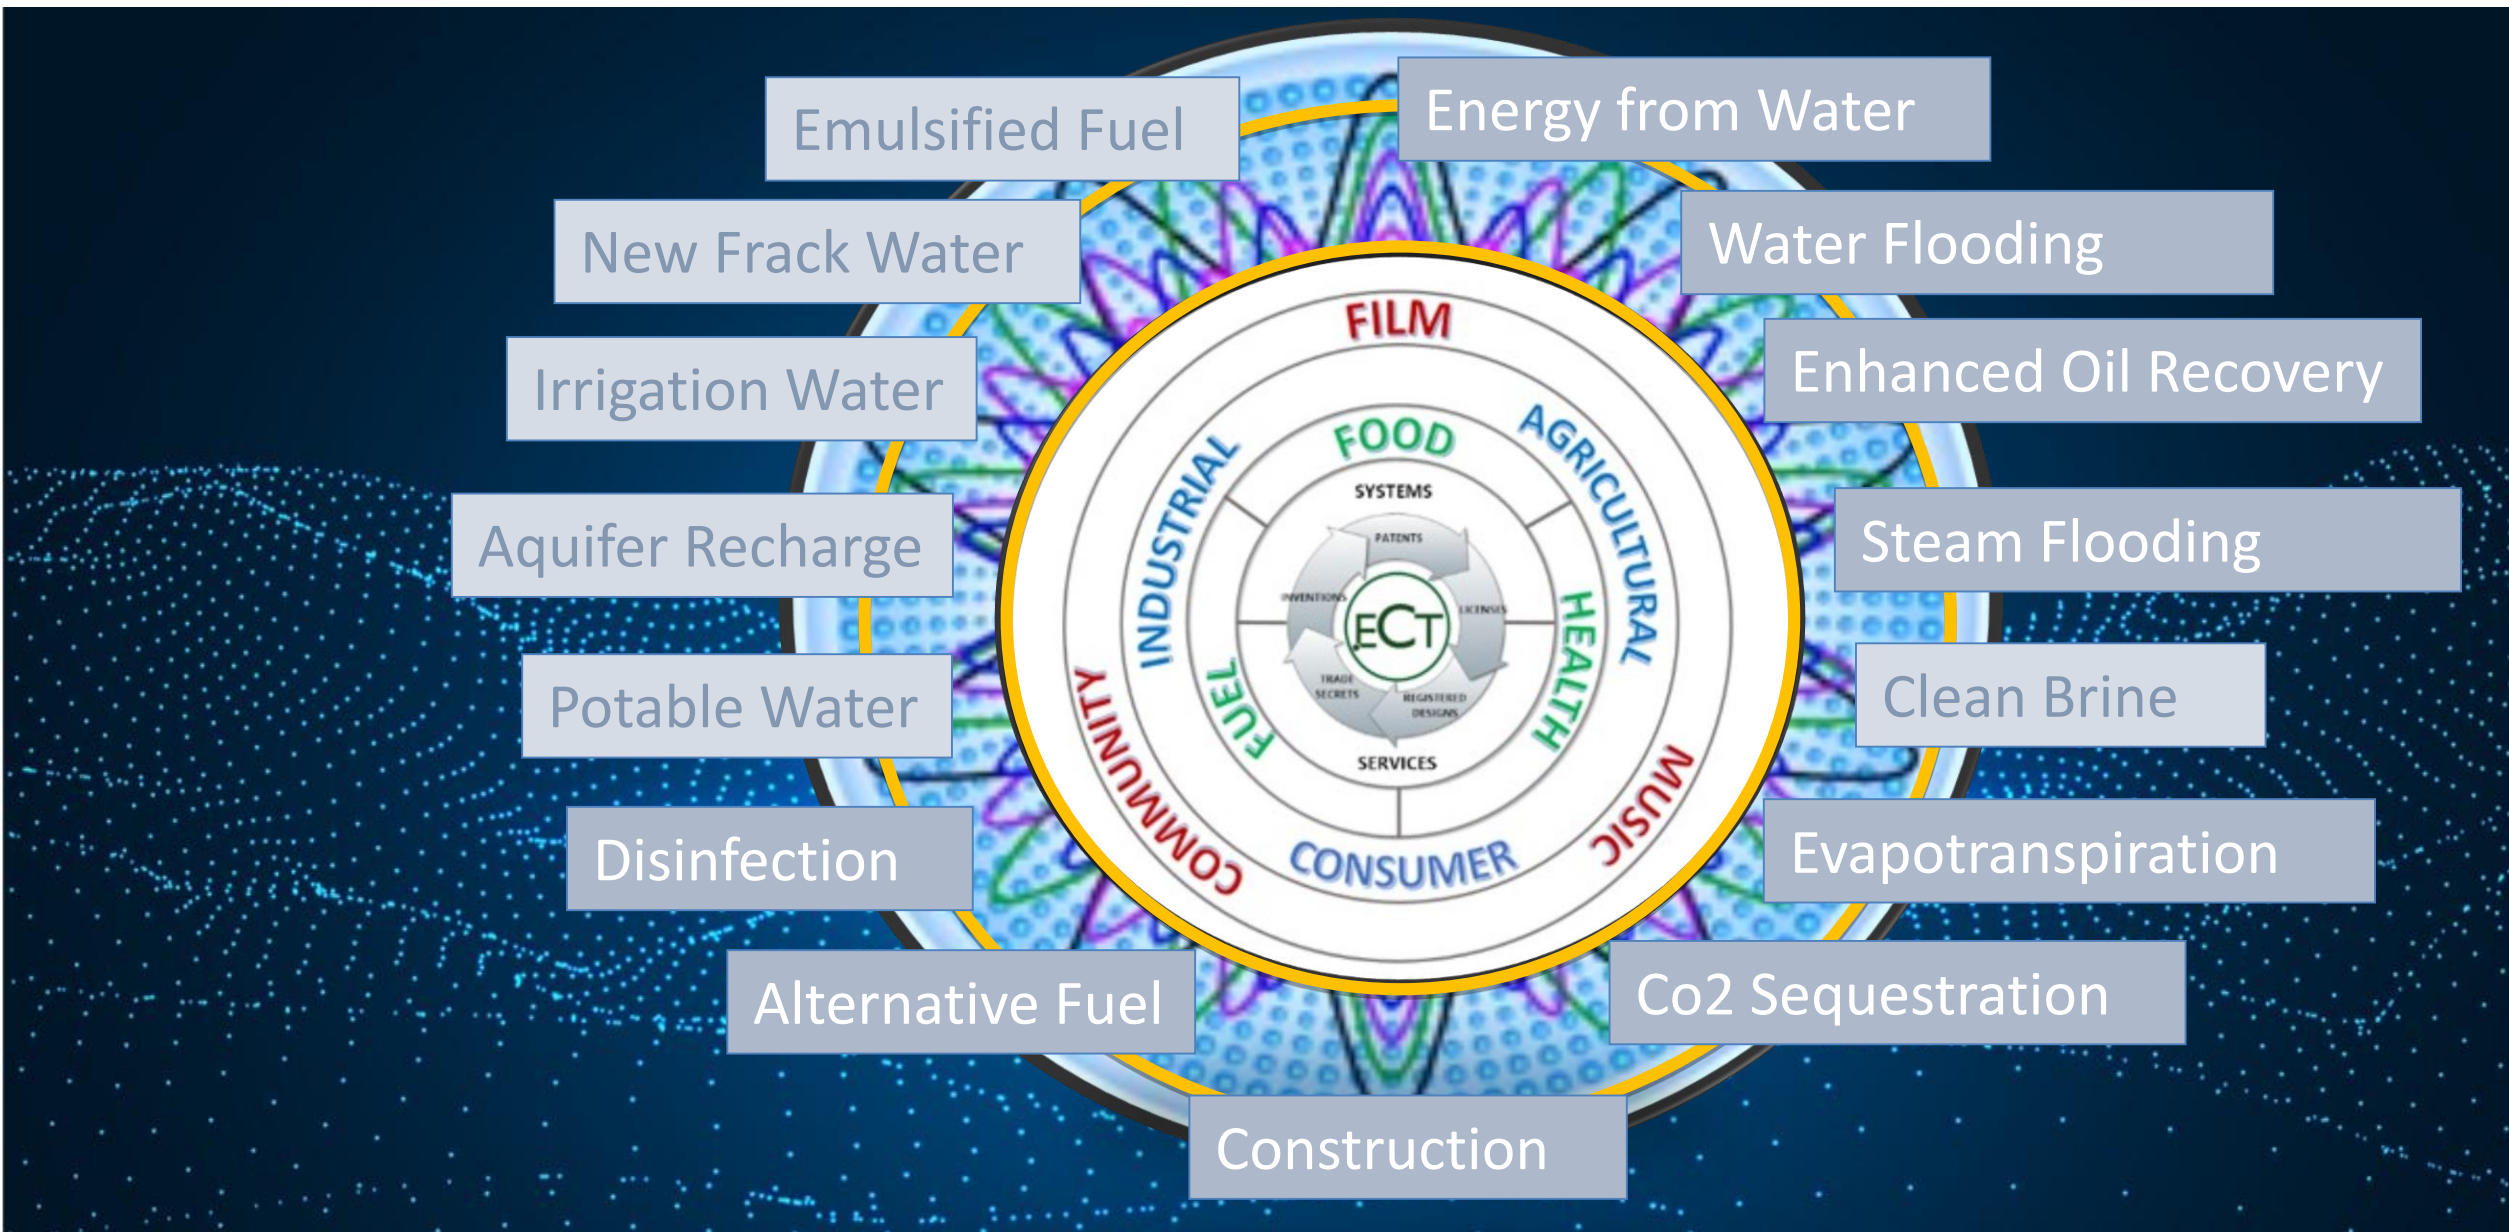 Emulsified Fuel
Energy from Water
New Frack Water
Water Flooding
Irrigation Water
Enhanced Oil Recovery
Aquifer Recharge
Steam Flooding
Potable Water
Clean Brine
Disinfection
Evapotranspiration
Alternative Fuel
Co2 Sequestration
Construction
FILM
MUSIC
COMMUNITY
INDUSTRIAL
AGRICULTURAL
CONSUMER
FOOD
HEALTH
FUEL
SYSTEMS
SERVICES
PATENTS
LICENSES
REGISTERED
DESIGNS
TRADE
SECRETS
INVENTIONS
ECT